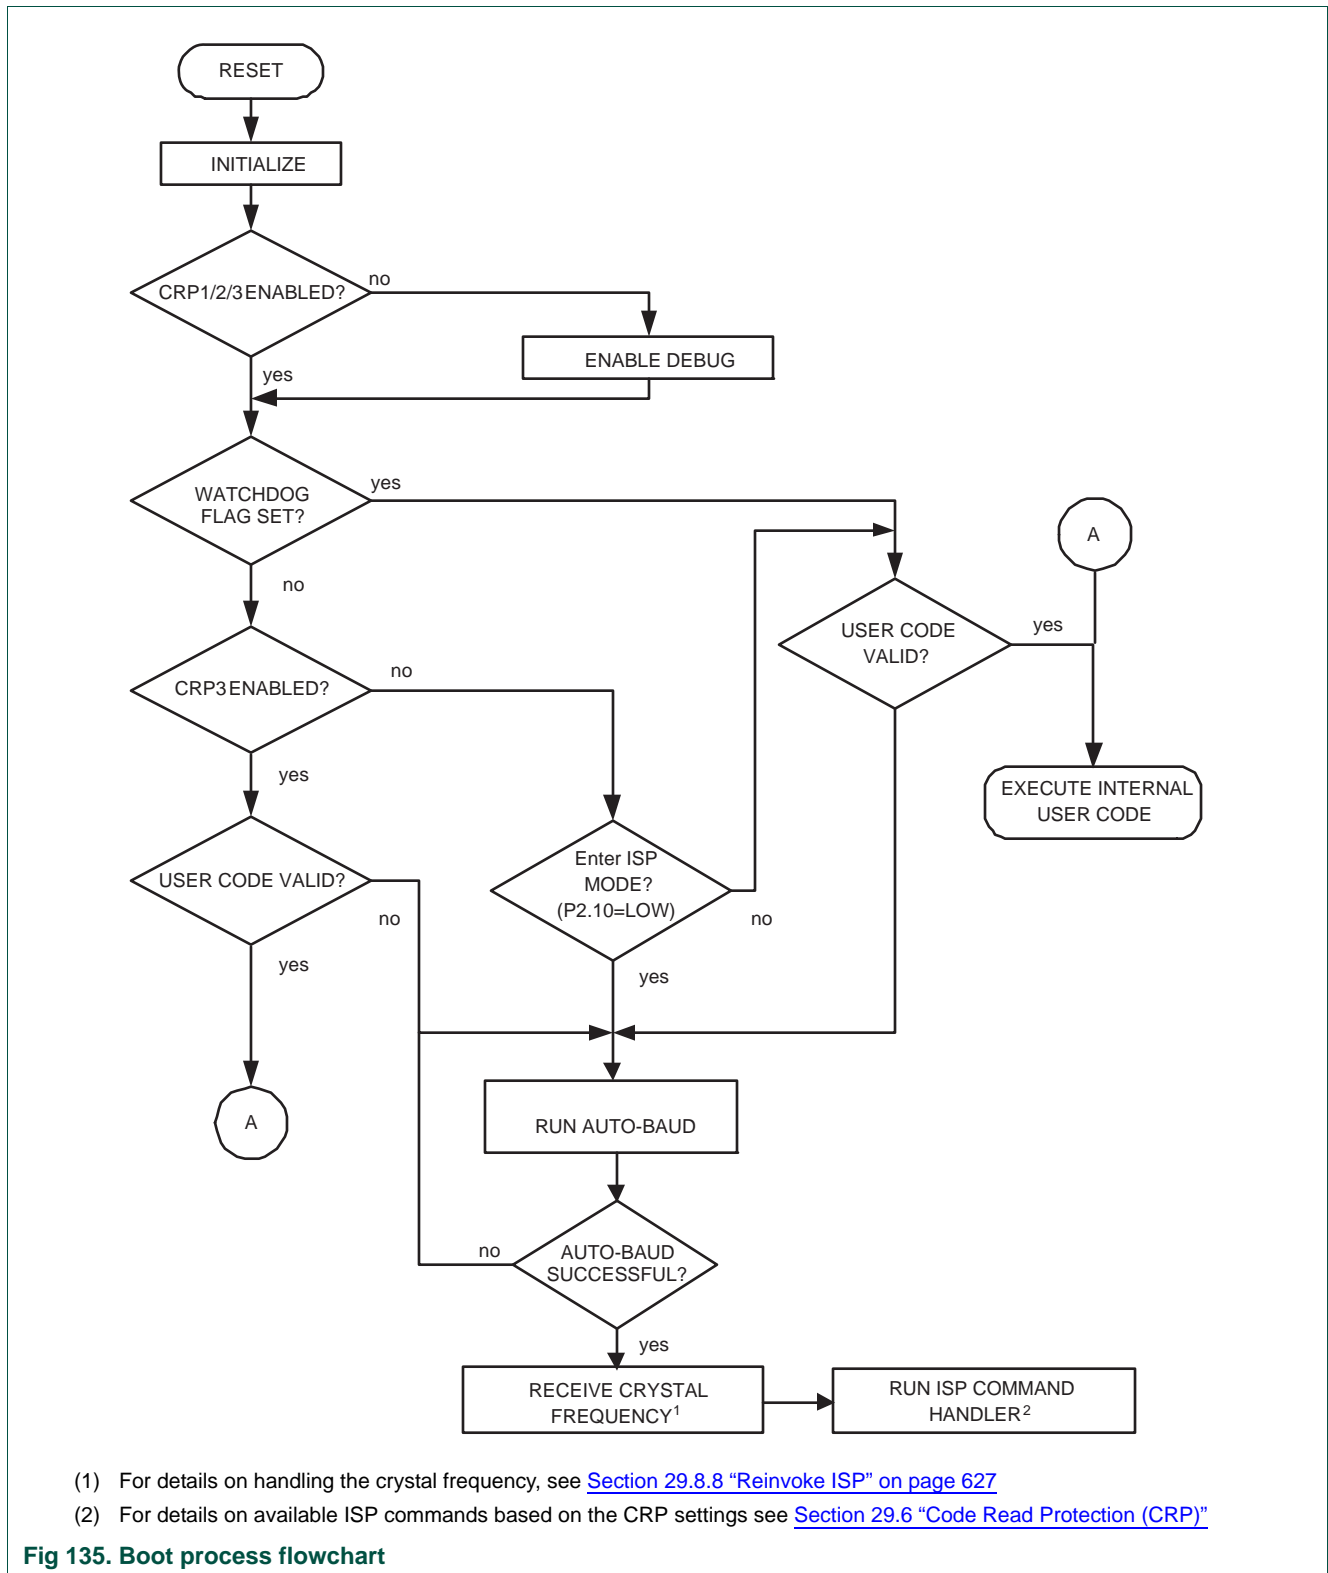 RESET
INITIALIZE
CRP1/2/3 ENABLED?
no
ENABLE DEBUG
yes
WATCHDOG
FLAG SET?
yes
no
A
USER CODE
VALID?
yes
CRP3 ENABLED?
no
yes
EXECUTE INTERNAL
USER CODE
USER CODE VALID?
no
yes
Enter ISP
MODE?
(P2.10=LOW)
no
yes
A
RUN AUTO-BAUD
AUTO-BAUD
SUCCESSFUL?
no
yes
RECEIVE CRYSTAL
FREQUENCY1
RUN ISP COMMAND
HANDLER2
(1) For details on handling the crystal frequency, see Section 29.8.8 “Reinvoke ISP” on page 627
(2) For details on available ISP commands based on the CRP settings see Section 29.6 “Code Read Protection (CRP)”
Fig 135. Boot process flowchart